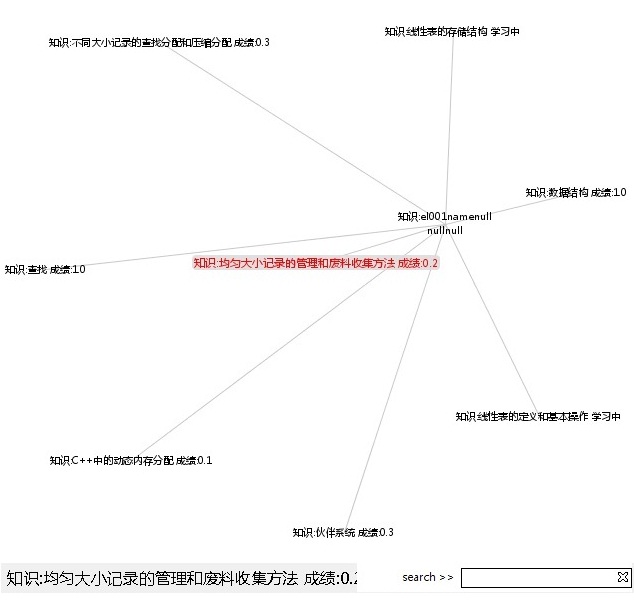 知识:不同大小记录的查找分配和压缩分配 成绩:0.3
知识:线性表的存储结构 学习中
知识:数据结构 成绩:1.0
知识:el001namenull
nullnull
知识:查找 成绩:1.0
知识:均匀大小记录的管理和废料收集方法 成绩:0.2
知识:线性表的定义和基本操作 学习中
知识:C++中的动态内存分配 成绩:0.1
知识:伙伴系统 成绩:0.3
知识:均匀大小记录的管理和废料收集方法 成绩:0.2
search >>